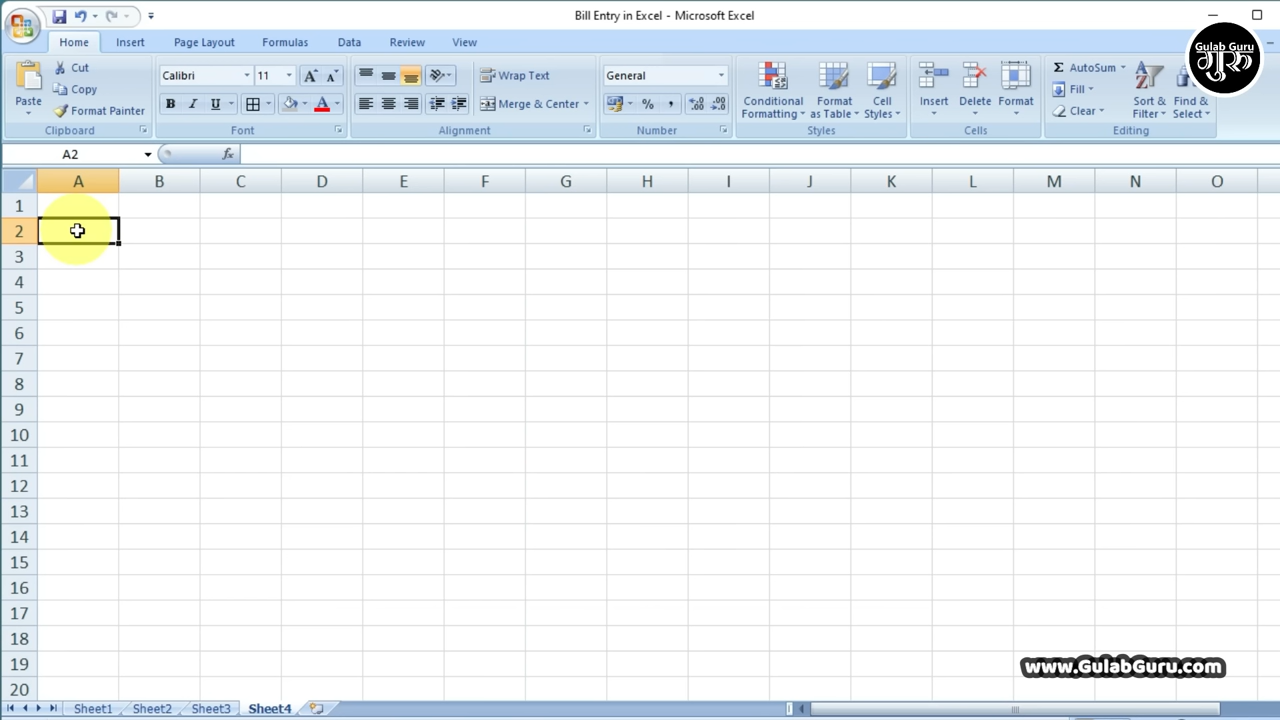 Bill Entry in Excel - Microsoft Excel
Home Insert Page Layout Formulas Data Review View
Gulab Guru
गुरु
Paste
Cut
Copy
Format Painter
Clipboard
Calibri 11
B I U A
Font
Wrap Text
Merge & Center
Alignment
General
% ,
Number
Conditional Formatting
Format as Table
Cell Styles
Styles
Insert
Delete
Format
Cells
Σ AutoSum
Fill
Clear
Sort & Filter
Find & Select
Editing
A2 fx
A B C D E F G H I J K L M N O
1
2
3
4
5
6
7
8
9
10
11
12
13
14
15
16
17
18
19
20
www.GulabGuru.com
Sheet1 Sheet2 Sheet3 Sheet4